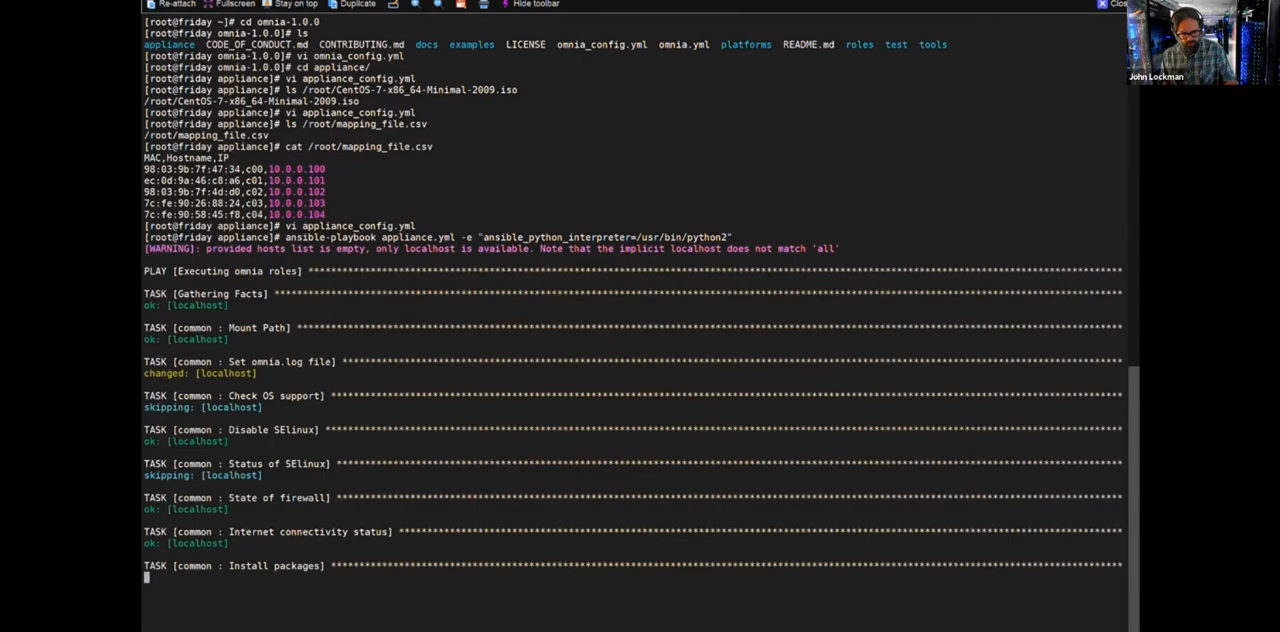 Re-attach Fullscreen Stay on top Duplicate Hide toolbar Clos
[root@friday ~]# cd omnia-1.0.0
[root@friday omnia-1.0.0]# ls
appliance CODE_OF_CONDUCT.md CONTRIBUTING.md docs examples LICENSE omnia_config.yml omnia.yml platforms README.md roles test tools
[root@friday omnia-1.0.0]# vi omnia_config.yml
[root@friday omnia-1.0.0]# cd appliance/
[root@friday appliance]# vi appliance_config.yml
[root@friday appliance]# ls /root/CentOS-7-x86_64-Minimal-2009.iso
/root/CentOS-7-x86_64-Minimal-2009.iso
[root@friday appliance]# vi appliance_config.yml
[root@friday appliance]# ls /root/mapping_file.csv
/root/mapping_file.csv
[root@friday appliance]# cat /root/mapping_file.csv
MAC,Hostname,IP
98:03:9b:7f:47:34,c00,10.0.0.100
ec:0d:9a:46:c8:a6,c01,10.0.0.101
98:03:9b:7f:4d:d0,c02,10.0.0.102
7c:fe:90:26:88:24,c03,10.0.0.103
7c:fe:90:58:45:f8,c04,10.0.0.104
[root@friday appliance]# vi appliance_config.yml
[root@friday appliance]# ansible-playbook appliance.yml -e "ansible_python_interpreter=/usr/bin/python2"
[WARNING]: provided hosts list is empty, only localhost is available. Note that the implicit localhost does not match 'all'
PLAY [Executing omnia roles] ****************************************************************************************
TASK [Gathering Facts] ****************************************************************************************
ok: [localhost]
TASK [common : Mount Path] ****************************************************************************************
ok: [localhost]
TASK [common : Set omnia.log file] ****************************************************************************************
changed: [localhost]
TASK [common : Check OS support] ****************************************************************************************
skipping: [localhost]
TASK [common : Disable SElinux] ****************************************************************************************
ok: [localhost]
TASK [common : Status of SElinux] ****************************************************************************************
skipping: [localhost]
TASK [common : State of firewall] ****************************************************************************************
ok: [localhost]
TASK [common : Internet connectivity status] ****************************************************************************************
ok: [localhost]
TASK [common : Install packages] ****************************************************************************************
John Lockman